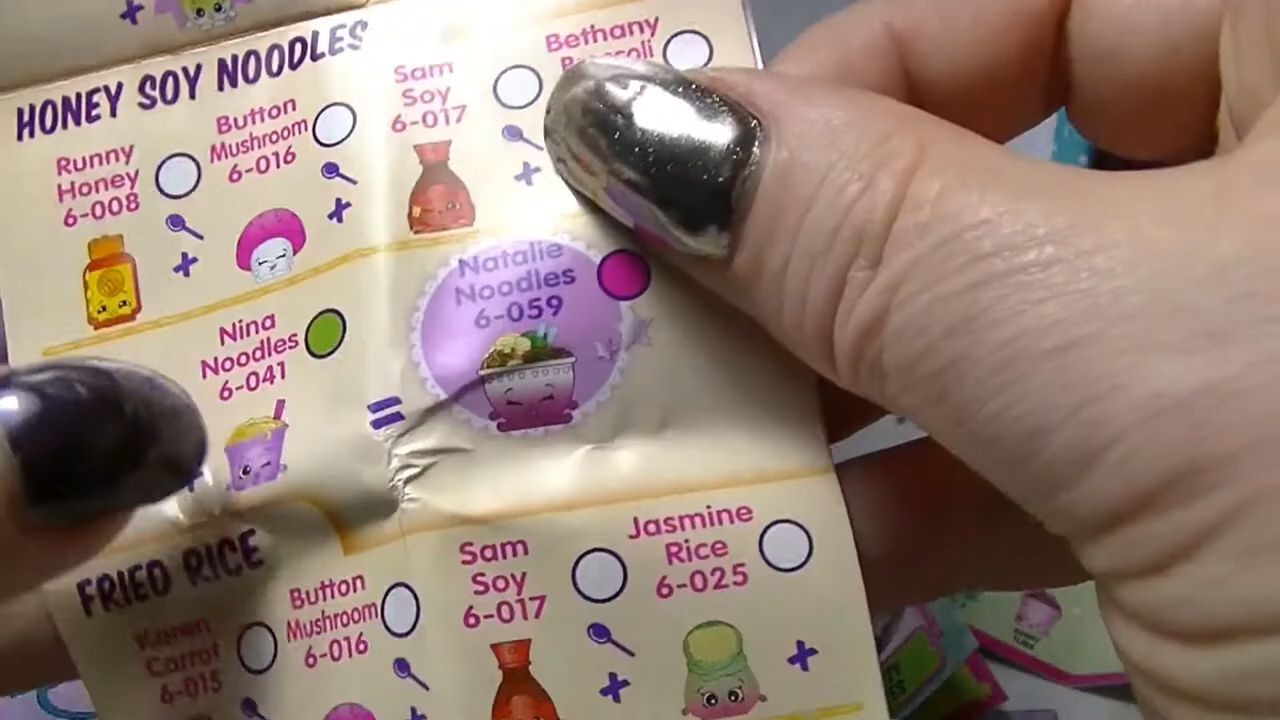 HONEY SOY NOODLES
Runny
Honey
6-008
Button
Mushroom
6-016
Sam
Soy
6-017
Bethany
+
+
+
Nina
Noodles
6-041
=
Natalie
Noodles
6-059
FRIED RICE
Karen
Carrot
6-015
Button
Mushroom
6-016
Sam
Soy
6-017
Jasmine
Rice
6-025
+
+